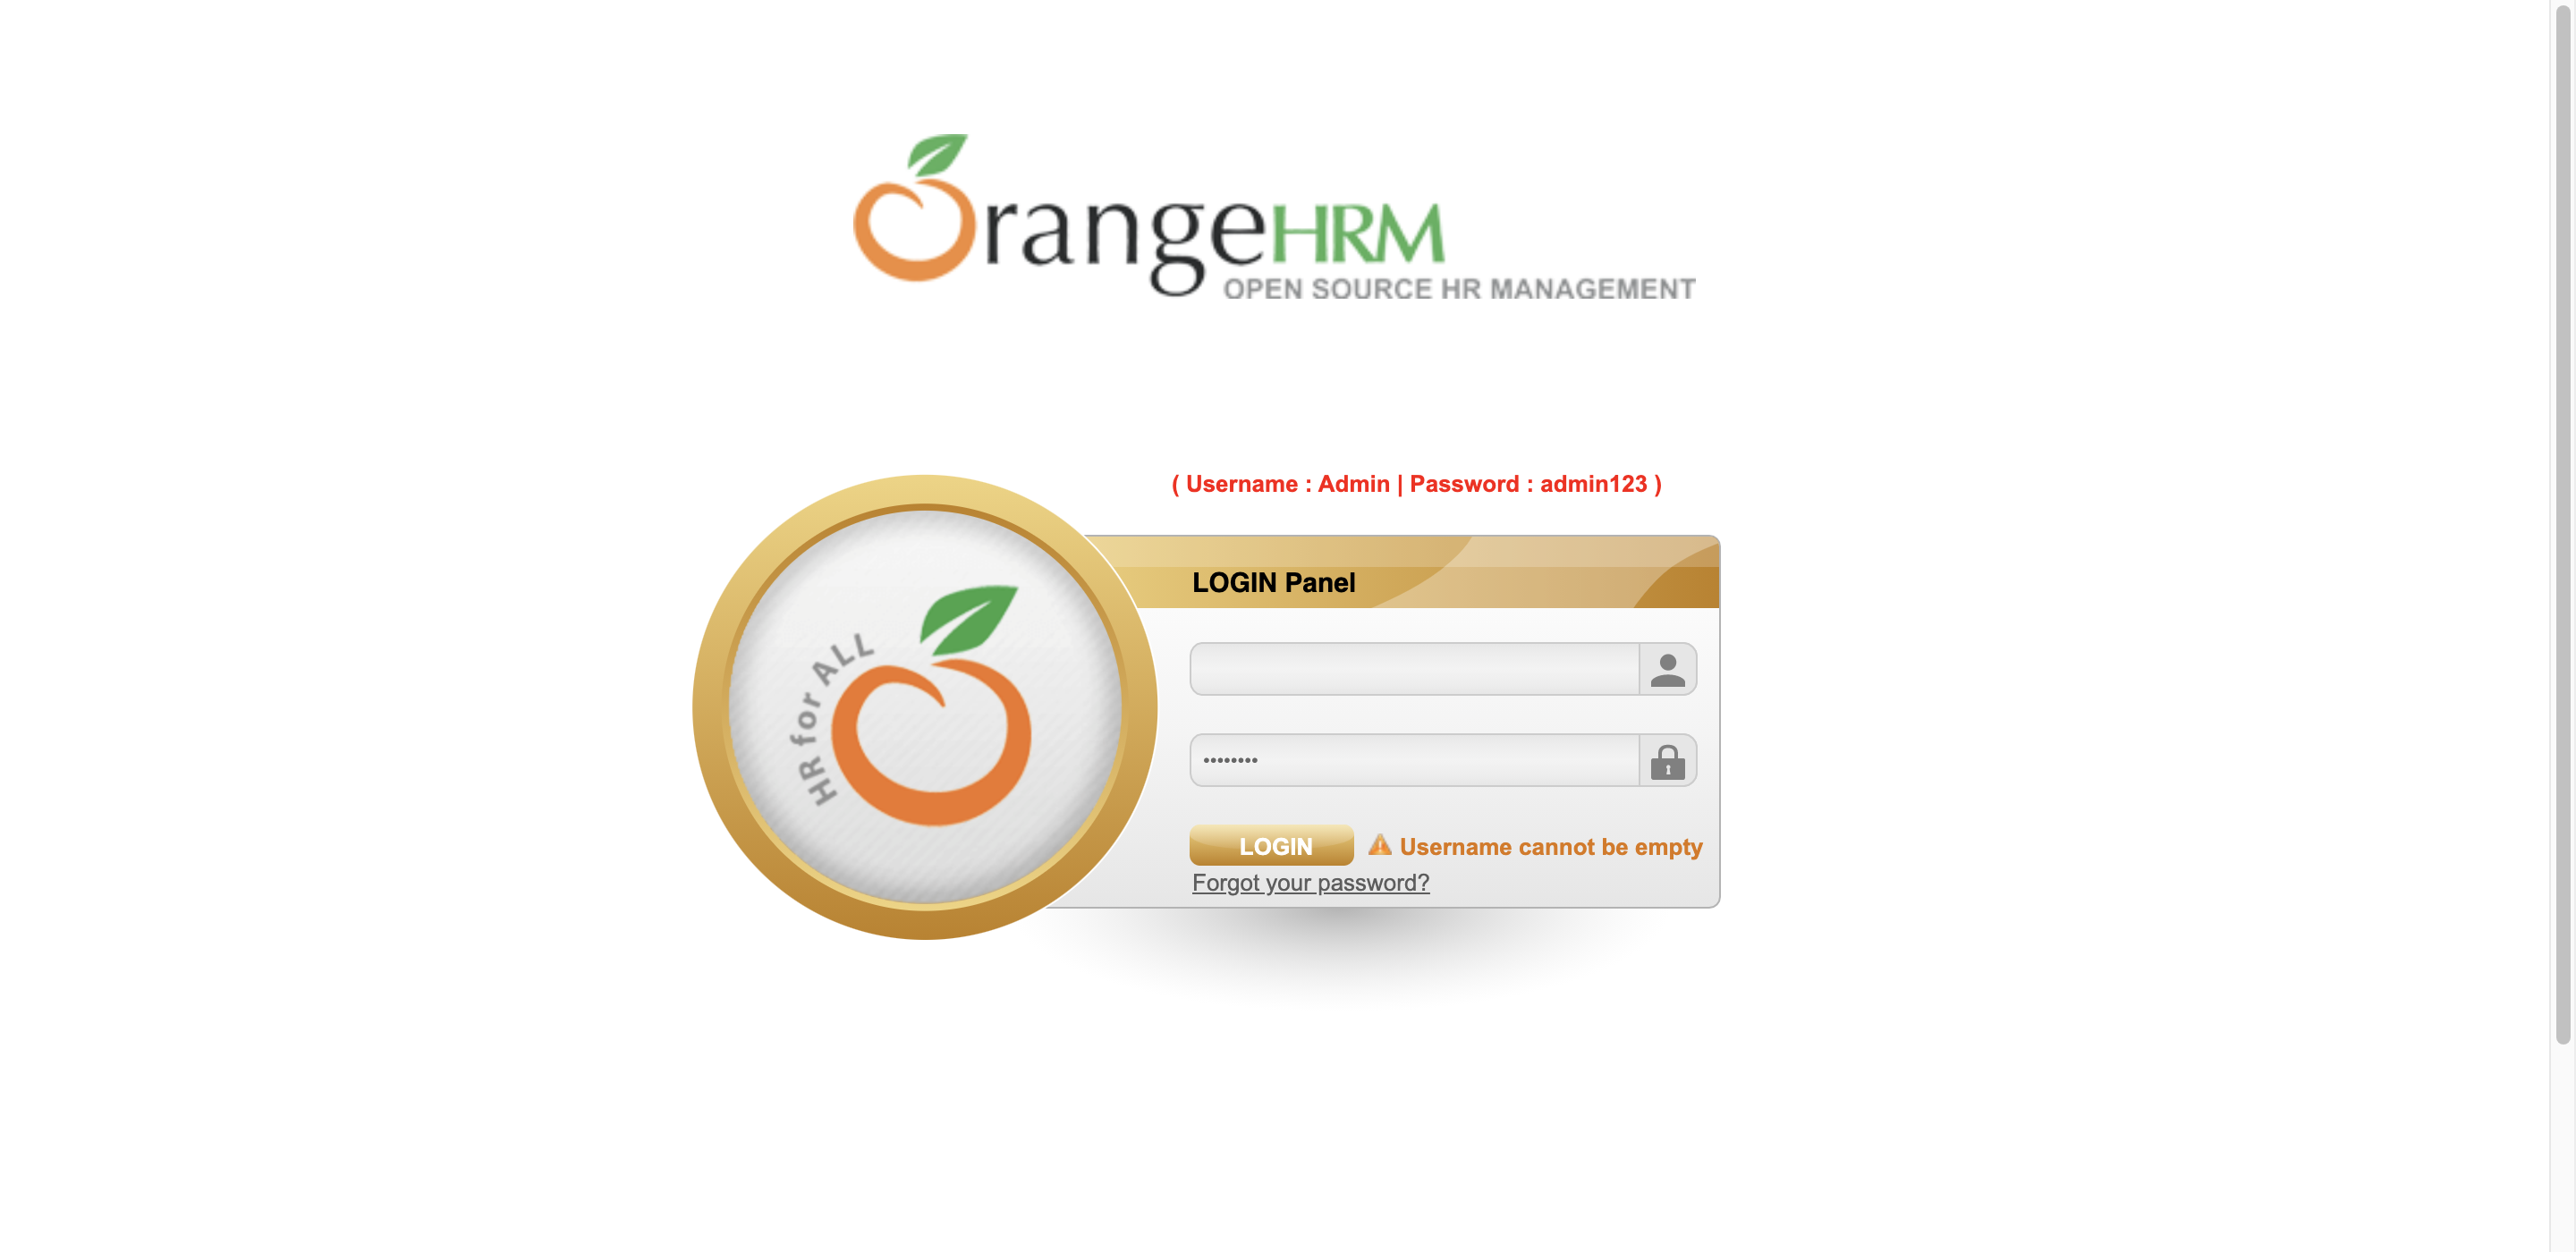 OrangeHRM
OPEN SOURCE HR MANAGEMENT
( Username : Admin | Password : admin123 )
LOGIN Panel
HR for ALL
••••••••
LOGIN
Username cannot be empty
Forgot your password?